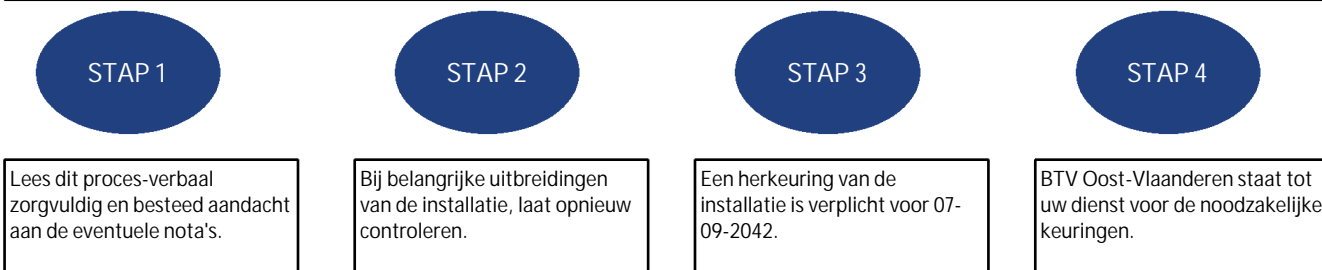 STAP 1
Lees dit proces-verbaal
zorgvuldig en besteed aandacht
aan de eventuele nota's.
STAP 2
Bij belangrijke uitbreidingen
van de installatie, laat opnieuw
controleren.
STAP 3
Een herkeuring van de
installatie is verplicht voor 07-
09-2042.
STAP 4
BTV Oost-Vlaanderen staat tot
uw dienst voor de noodzakelijke
keuringen.